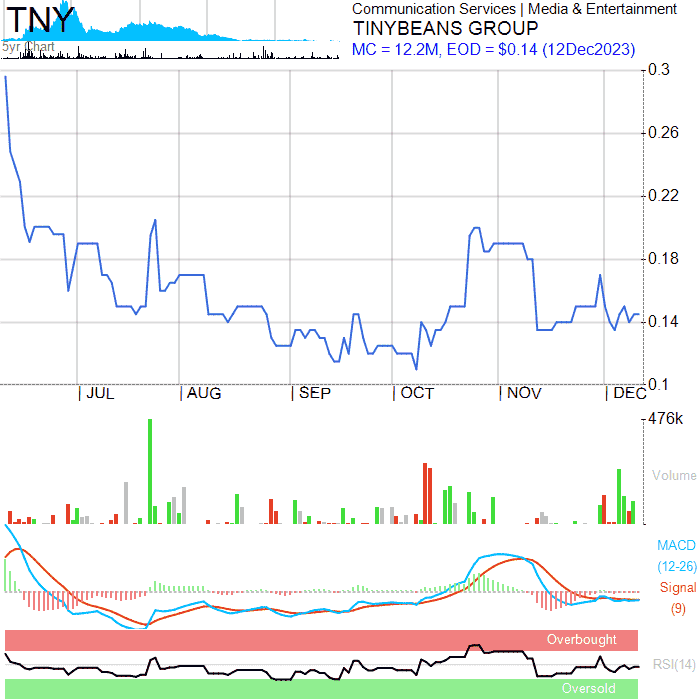 TNY
5yr Chart
Communication Services | Media & Entertainment
TINYBEANS GROUP
MC = 12.2M, EOD = $0.14 (12Dec2023)
0.3
0.26
0.22
0.18
0.14
0.1
| JUL | AUG | SEP | OCT | NOV | DEC
476k
Volume
MACD
(12-26)
Signal
(9)
Overbought
RSI(14)
Oversold